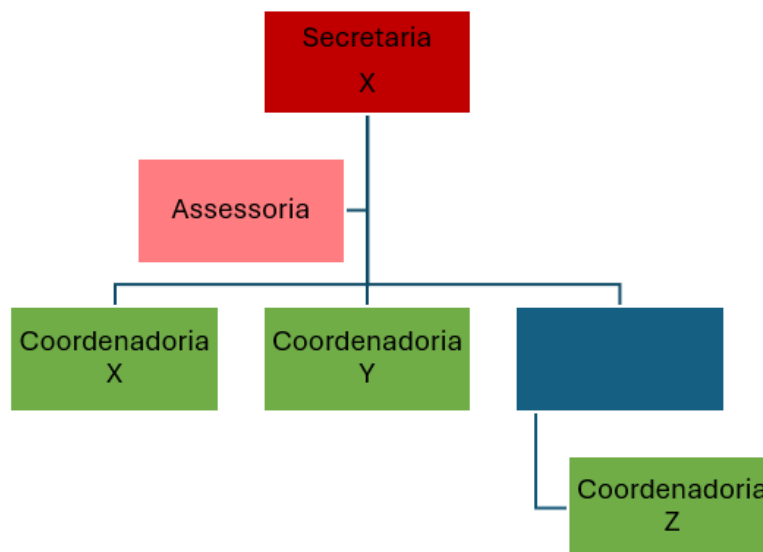 Secretaria
X
Assessoria
Coordenadoria
X
Coordenadoria
Y
Coordenadoria
Z